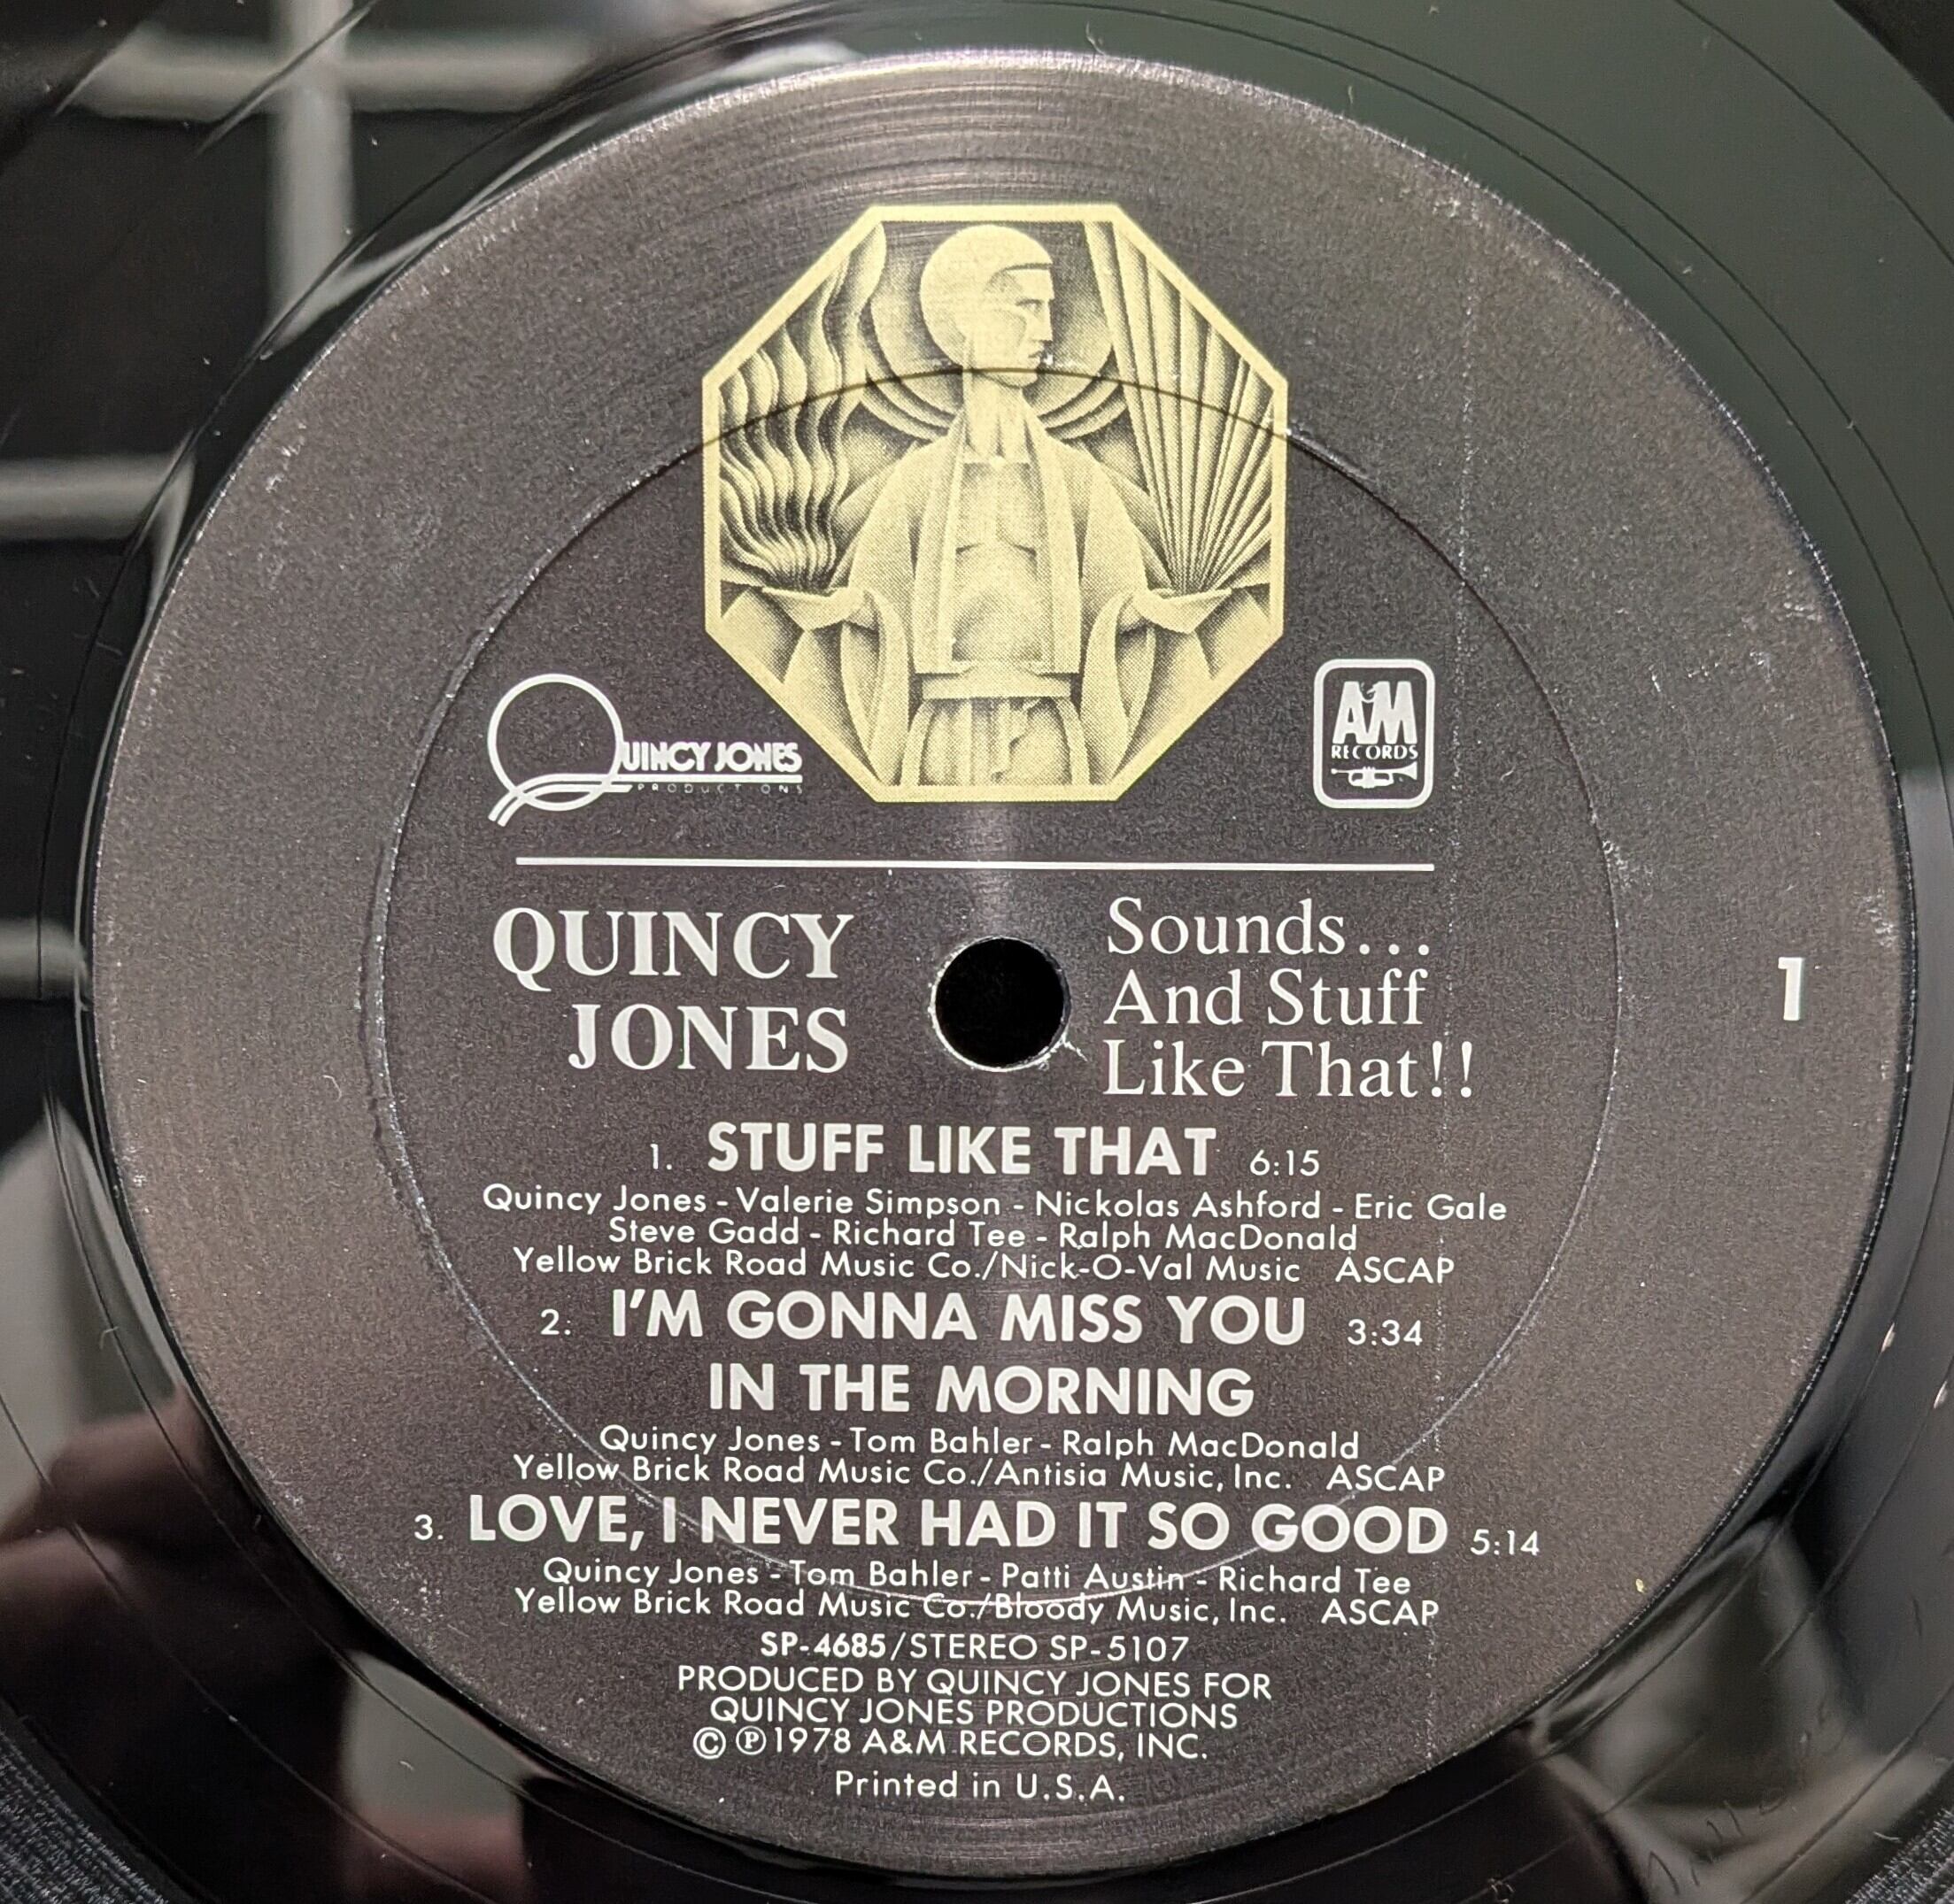 QUINCY JONES
PRODUCTIONS
A&M
RECORDS
QUINCY
JONES
Sounds...
And Stuff
Like That!!
1
1. STUFF LIKE THAT 6:15
Quincy Jones - Valerie Simpson - Nickolas Ashford - Eric Gale
Steve Gadd - Richard Tee - Ralph MacDonald
Yellow Brick Road Music Co./Nick-O-Val Music ASCAP
2. I'M GONNA MISS YOU 3:34
IN THE MORNING
Quincy Jones - Tom Bahler - Ralph MacDonald
Yellow Brick Road Music Co./Antisia Music, Inc. ASCAP
3. LOVE, I NEVER HAD IT SO GOOD 5:14
Quincy Jones - Tom Bahler - Patti Austin - Richard Tee
Yellow Brick Road Music Co./Bloody Music, Inc. ASCAP
SP-4685/STEREO SP-5107
PRODUCED BY QUINCY JONES FOR
QUINCY JONES PRODUCTIONS
© ℗ 1978 A&M RECORDS, INC.
Printed in U.S.A.